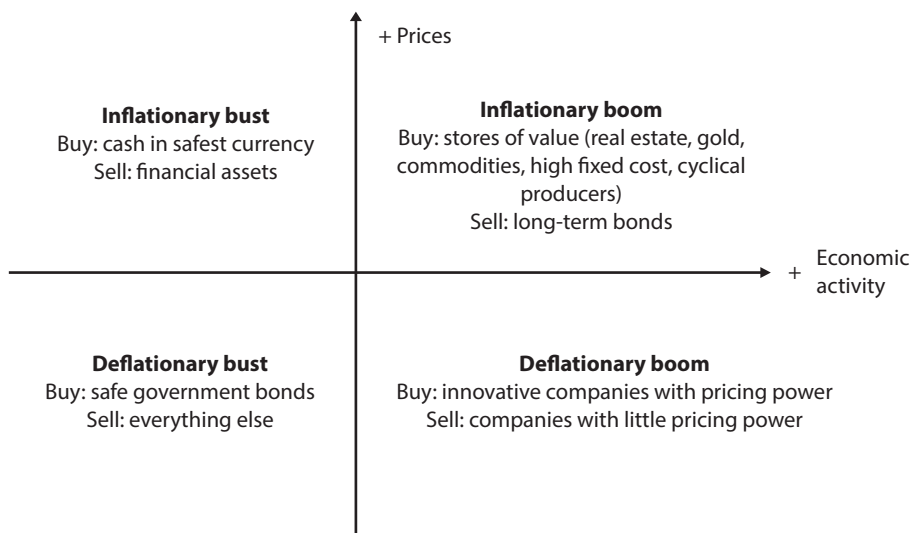 + Prices
Inflationary bust
Buy: cash in safest currency
Sell: financial assets
Inflationary boom
Buy: stores of value (real estate, gold,
commodities, high fixed cost, cyclical
producers)
Sell: long-term bonds
+ Economic
activity
Deflationary bust
Buy: safe government bonds
Sell: everything else
Deflationary boom
Buy: innovative companies with pricing power
Sell: companies with little pricing power